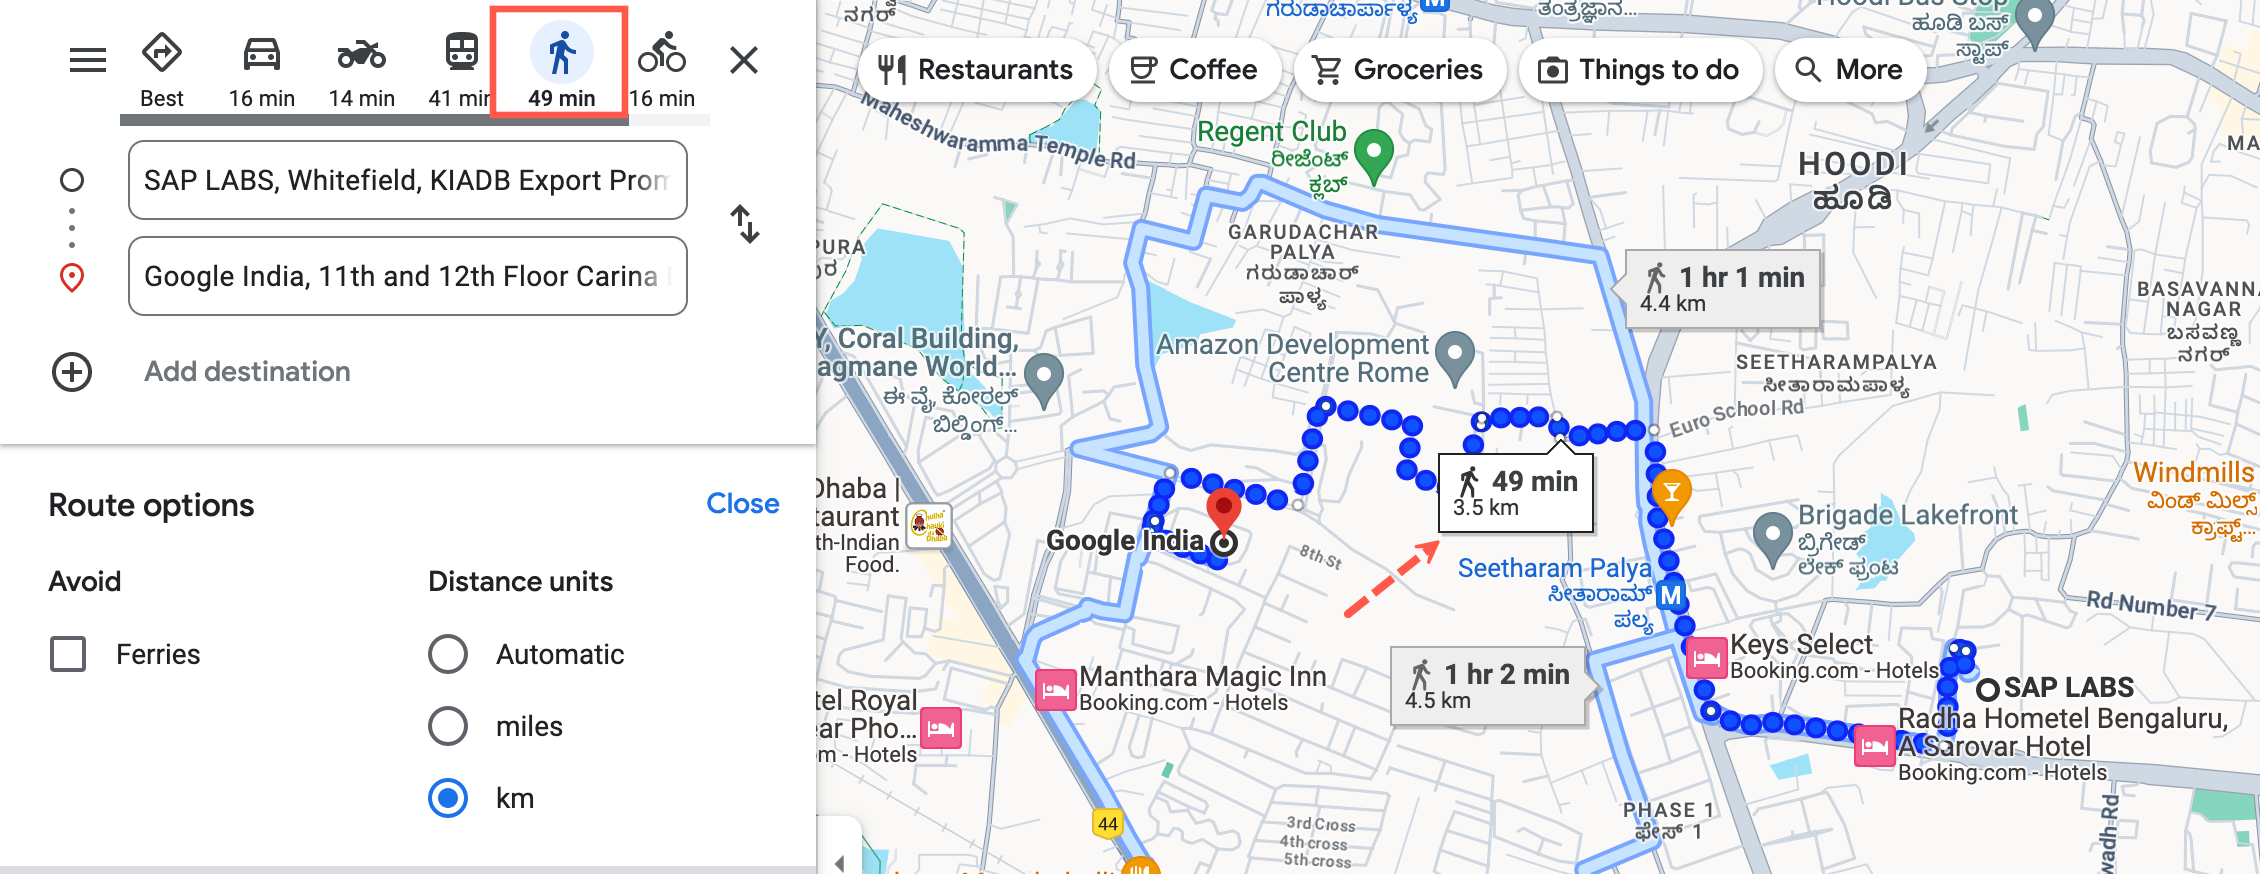 Best
16 min
14 min
41 min
49 min
16 min
SAP LABS, Whitefield, KIADB Export Prom
Google India, 11th and 12th Floor Carina
Add destination
Route options
Close
Avoid
Distance units
Ferries
Automatic
miles
km
ನಗರ್
ಗರುಡಾಚಾರ್ಪಾಳ್ಯ
M
ತಂತ್ರಜ್ಞಾನ...
Hoodi Bus Stop
ಹೂಡಿ ಬಸ್
ಸ್ಟಾಪ್
Restaurants
Coffee
Groceries
Things to do
More
Maheshwaramma Temple Rd
Regent Club
ರೀಜೆಂಟ್
ಕ್ಲಬ್
HOODI
ಹೂಡಿ
MA
PURA
ರ
GARUDACHAR
PALYA
ಗರುಡಾಚಾರ್
ಪಾಳ್ಯ
1 hr 1 min
4.4 km
BASAVANN
NAGAR
ಬಸವಣ್ಣ
ನಗರ್
Y, Coral Building,
agmane World...
ಈ ವೈ, ಕೋರಲ್
ಬಿಲ್ಡಿಂಗ್...
Amazon Development
Centre Rome
SEETHARAMPALYA
ಸೀತಾರಾಮಪಾಳ್ಯ
Euro School Rd
Dhaba |
taurant
th-Indian
Food.
49 min
3.5 km
Windmills
ವಿಂಡ್ ಮಿಲ್ಸ್
ಕ್ರಾಫ್ಟ್...
Brigade Lakefront
ಬ್ರಿಗೇಡ್
ಲೇಕ್ ಫ್ರಂಟ
Google India
8th St
Seetharam Palya
ಸೀತಾರಾಮ್
ಪಲ್ಯ
M
Rd Number 7
Keys Select
Booking.com - Hotels
Manthara Magic Inn
Booking.com - Hotels
1 hr 2 min
4.5 km
SAP LABS
Radha Hometel Bengaluru,
A Sarovar Hotel
Booking.com - Hotels
tel Royal
ear Pho...
m - Hotels
44
PHASE 1
ಫೇಸ್ 1
3rd Cross
4th cross
5th cross
wadh Rd